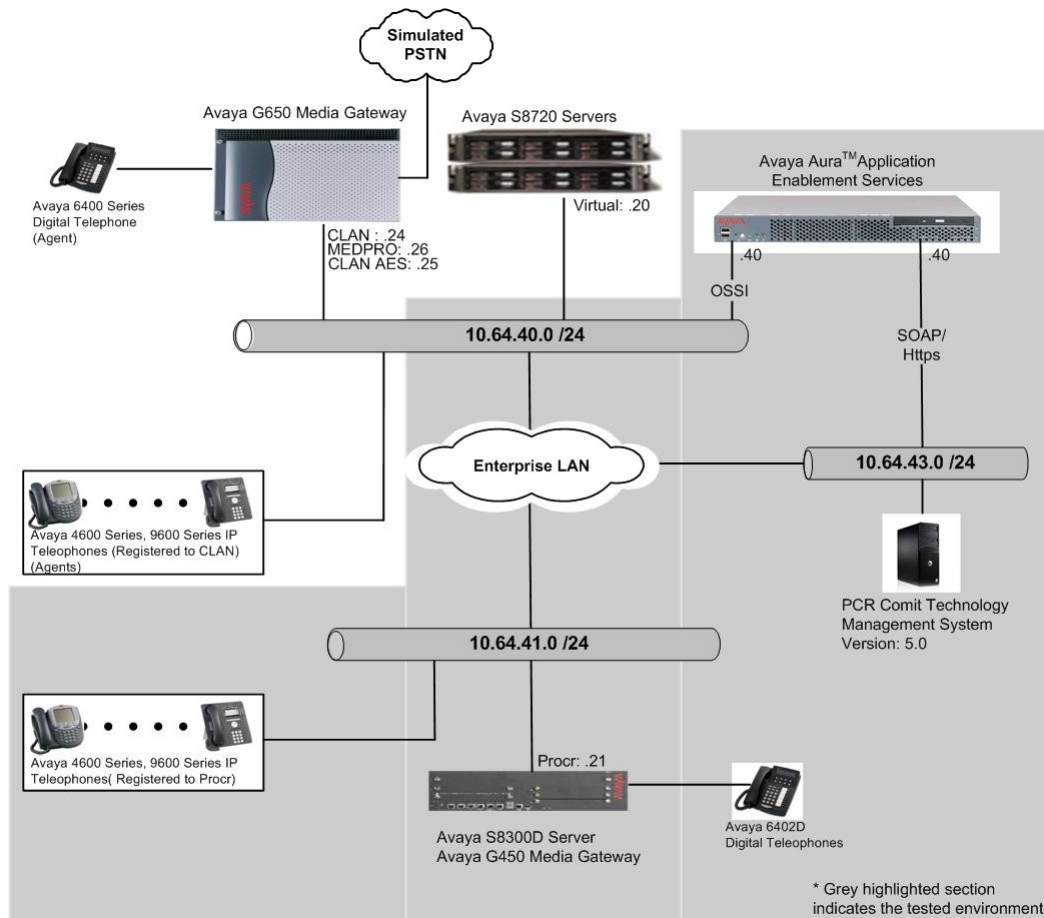 Simulated
PSTN
Avaya G650 Media Gateway
Avaya S8720 Servers
Avaya Aura™ Application
Enablement Services
AVAYA
Avaya 6400 Series
Digital Telephone
(Agent)
Virtual: .20
CLAN : .24
MEDPRO: .26
CLAN AES: .25
.40
.40
OSSI
SOAP/
Https
10.64.40.0 /24
Enterprise LAN
10.64.43.0 /24
Avaya 4600 Series, 9600 Series IP
Teleophones (Registered to CLAN)
(Agents)
PCR Comit Technology
Management System
Version: 5.0
10.64.41.0 /24
Avaya 4600 Series, 9600 Series IP
Teleophones( Registered to Procr)
Procr: .21
AVAYA
Avaya S8300D Server
Avaya G450 Media Gateway
Avaya 6402D
Digital Teleophones
* Grey highlighted section
indicates the tested environment